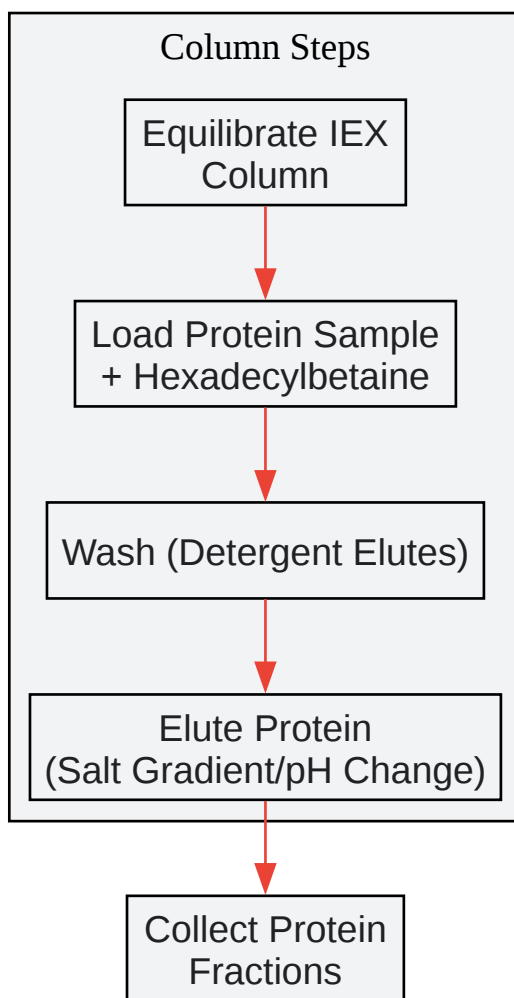 Column Steps
Equilibrate IEX
Column
Load Protein Sample
+ Hexadecylbetaine
Wash (Detergent Elutes)
Elute Protein
(Salt Gradient/pH Change)
Collect Protein
Fractions